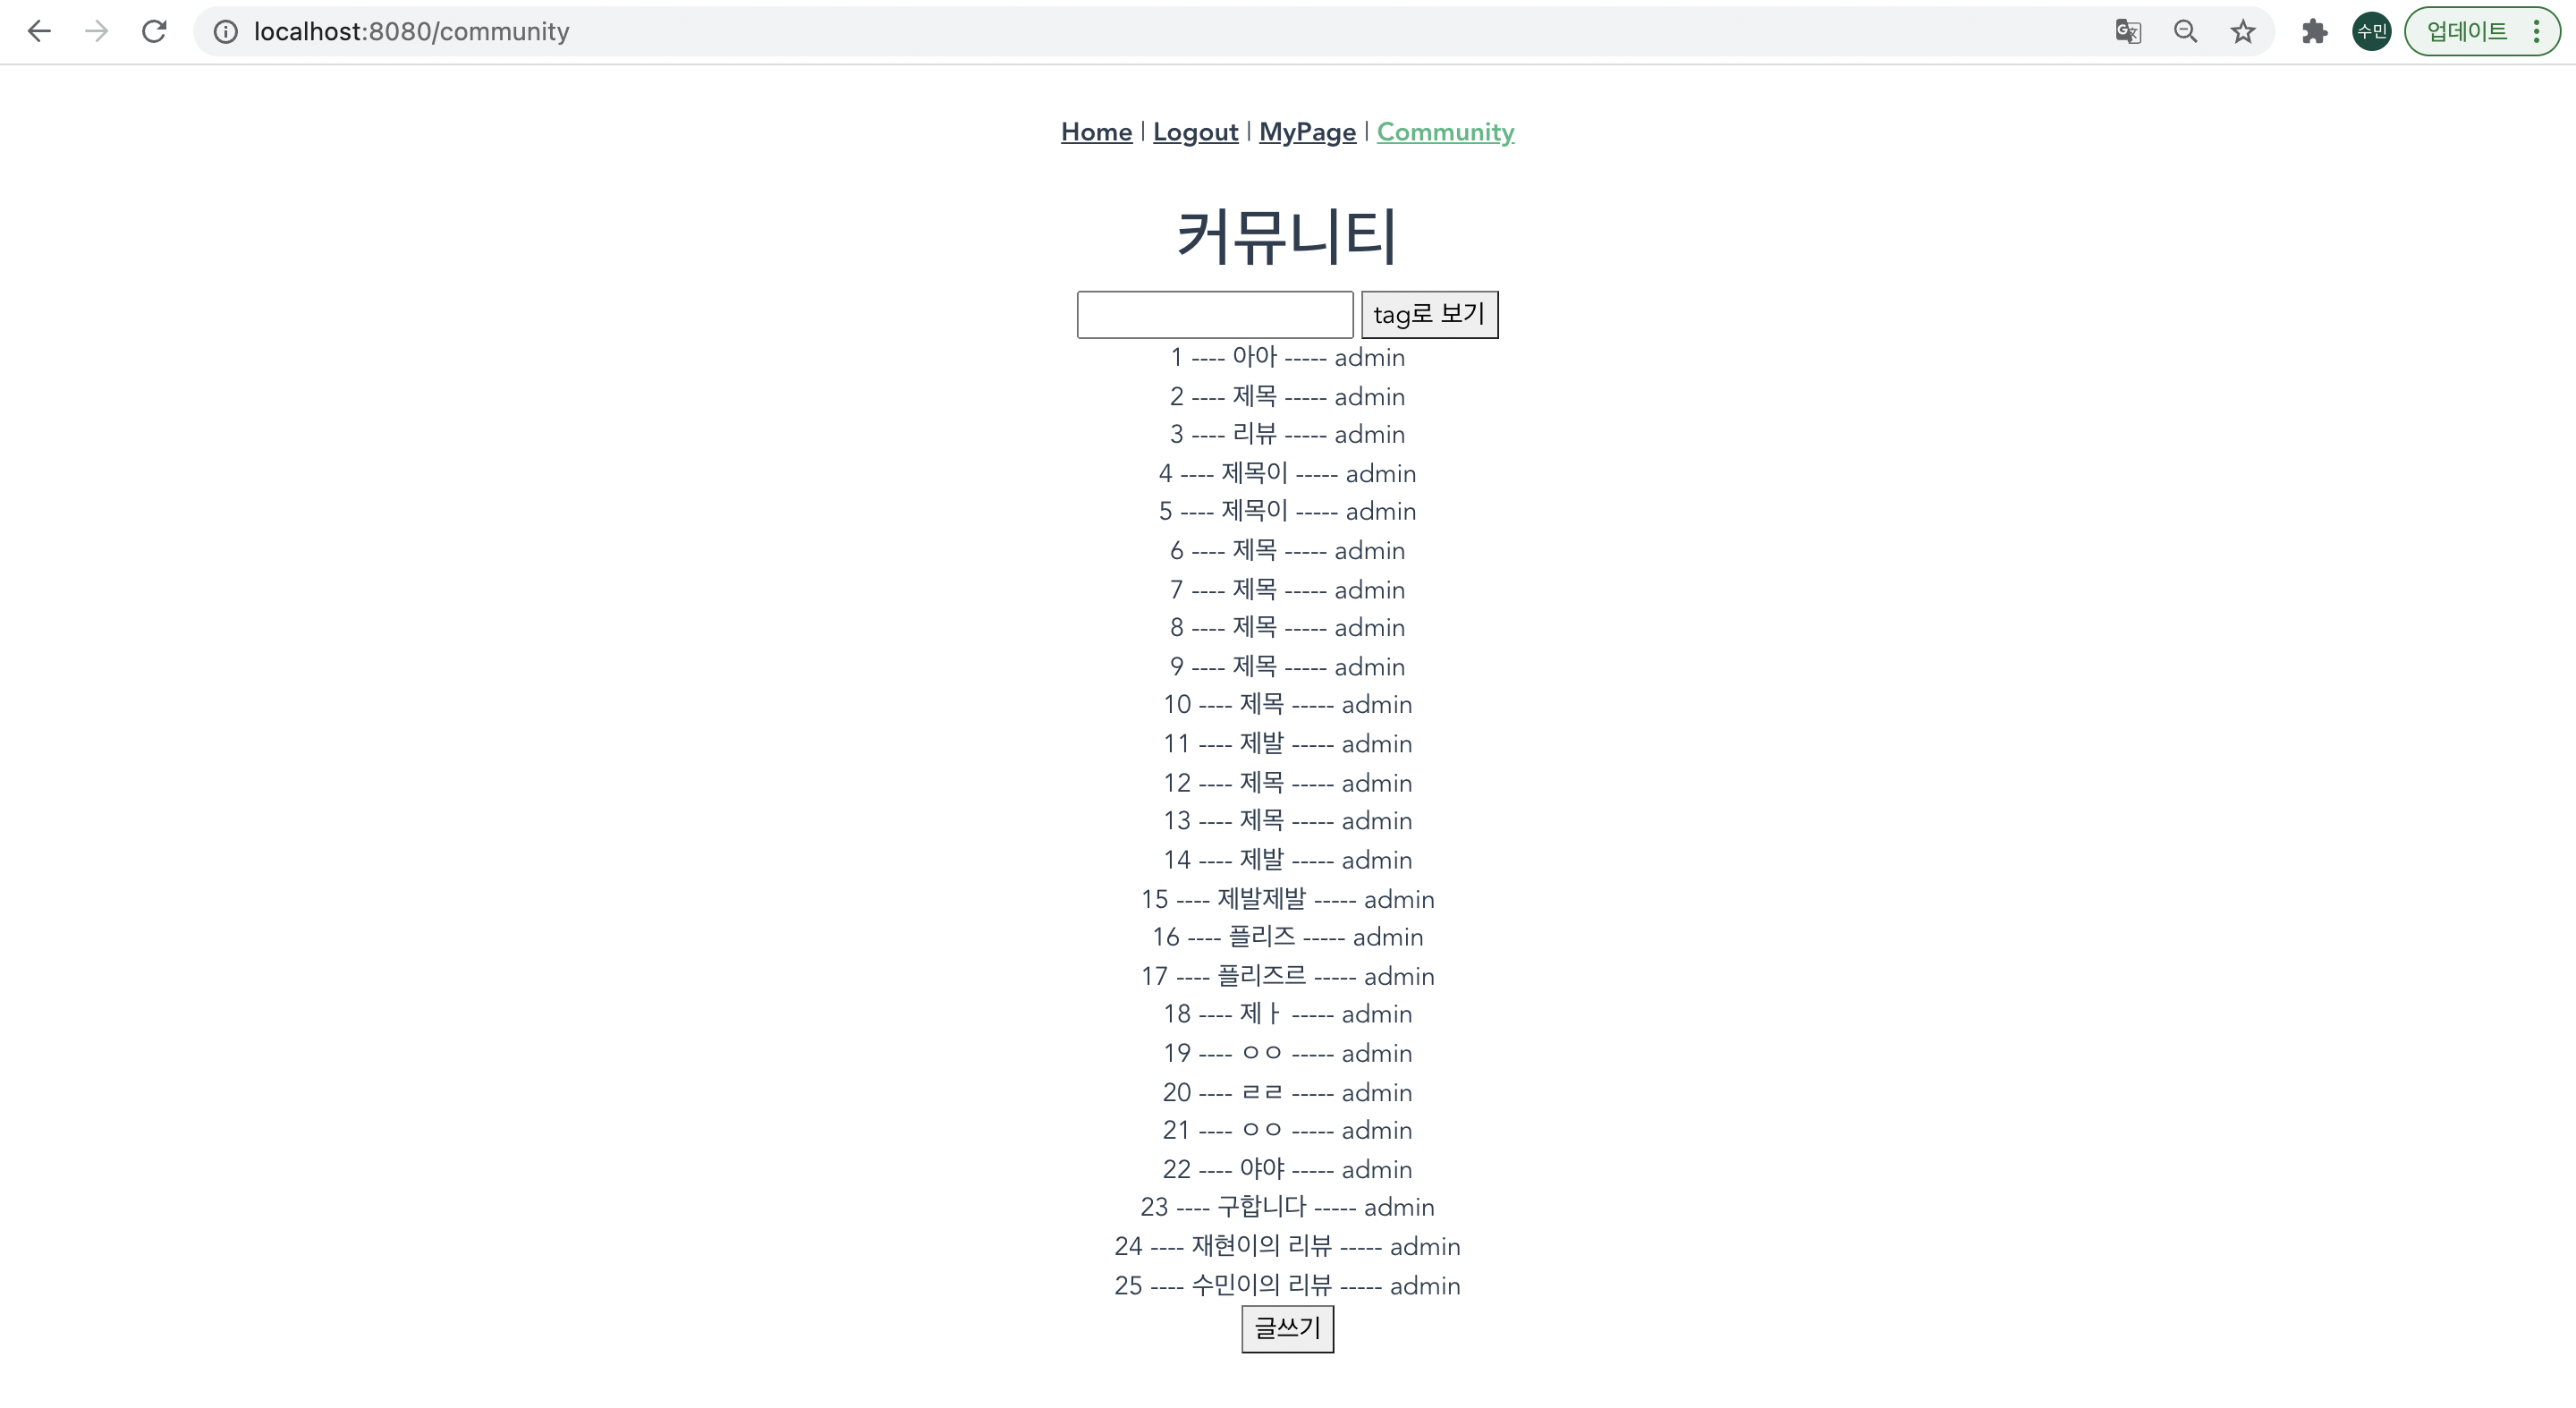 localhost:8080/community
수민
업데이트
Home | Logout | MyPage | Community
커뮤니티
tag로 보기
1 ---- 아아 ----- admin
2 ---- 제목 ----- admin
3 ---- 리뷰 ----- admin
4 ---- 제목이 ----- admin
5 ---- 제목이 ----- admin
6 ---- 제목 ----- admin
7 ---- 제목 ----- admin
8 ---- 제목 ----- admin
9 ---- 제목 ----- admin
10 ---- 제목 ----- admin
11 ---- 제발 ----- admin
12 ---- 제목 ----- admin
13 ---- 제목 ----- admin
14 ---- 제발 ----- admin
15 ---- 제발제발 ----- admin
16 ---- 플리즈 ----- admin
17 ---- 플리즈르 ----- admin
18 ---- 제ㅏ ----- admin
19 ---- ㅇㅇ ----- admin
20 ---- ㄹㄹ ----- admin
21 ---- ㅇㅇ ----- admin
22 ---- 야야 ----- admin
23 ---- 구합니다 ----- admin
24 ---- 재현이의 리뷰 ----- admin
25 ---- 수민이의 리뷰 ----- admin
글쓰기